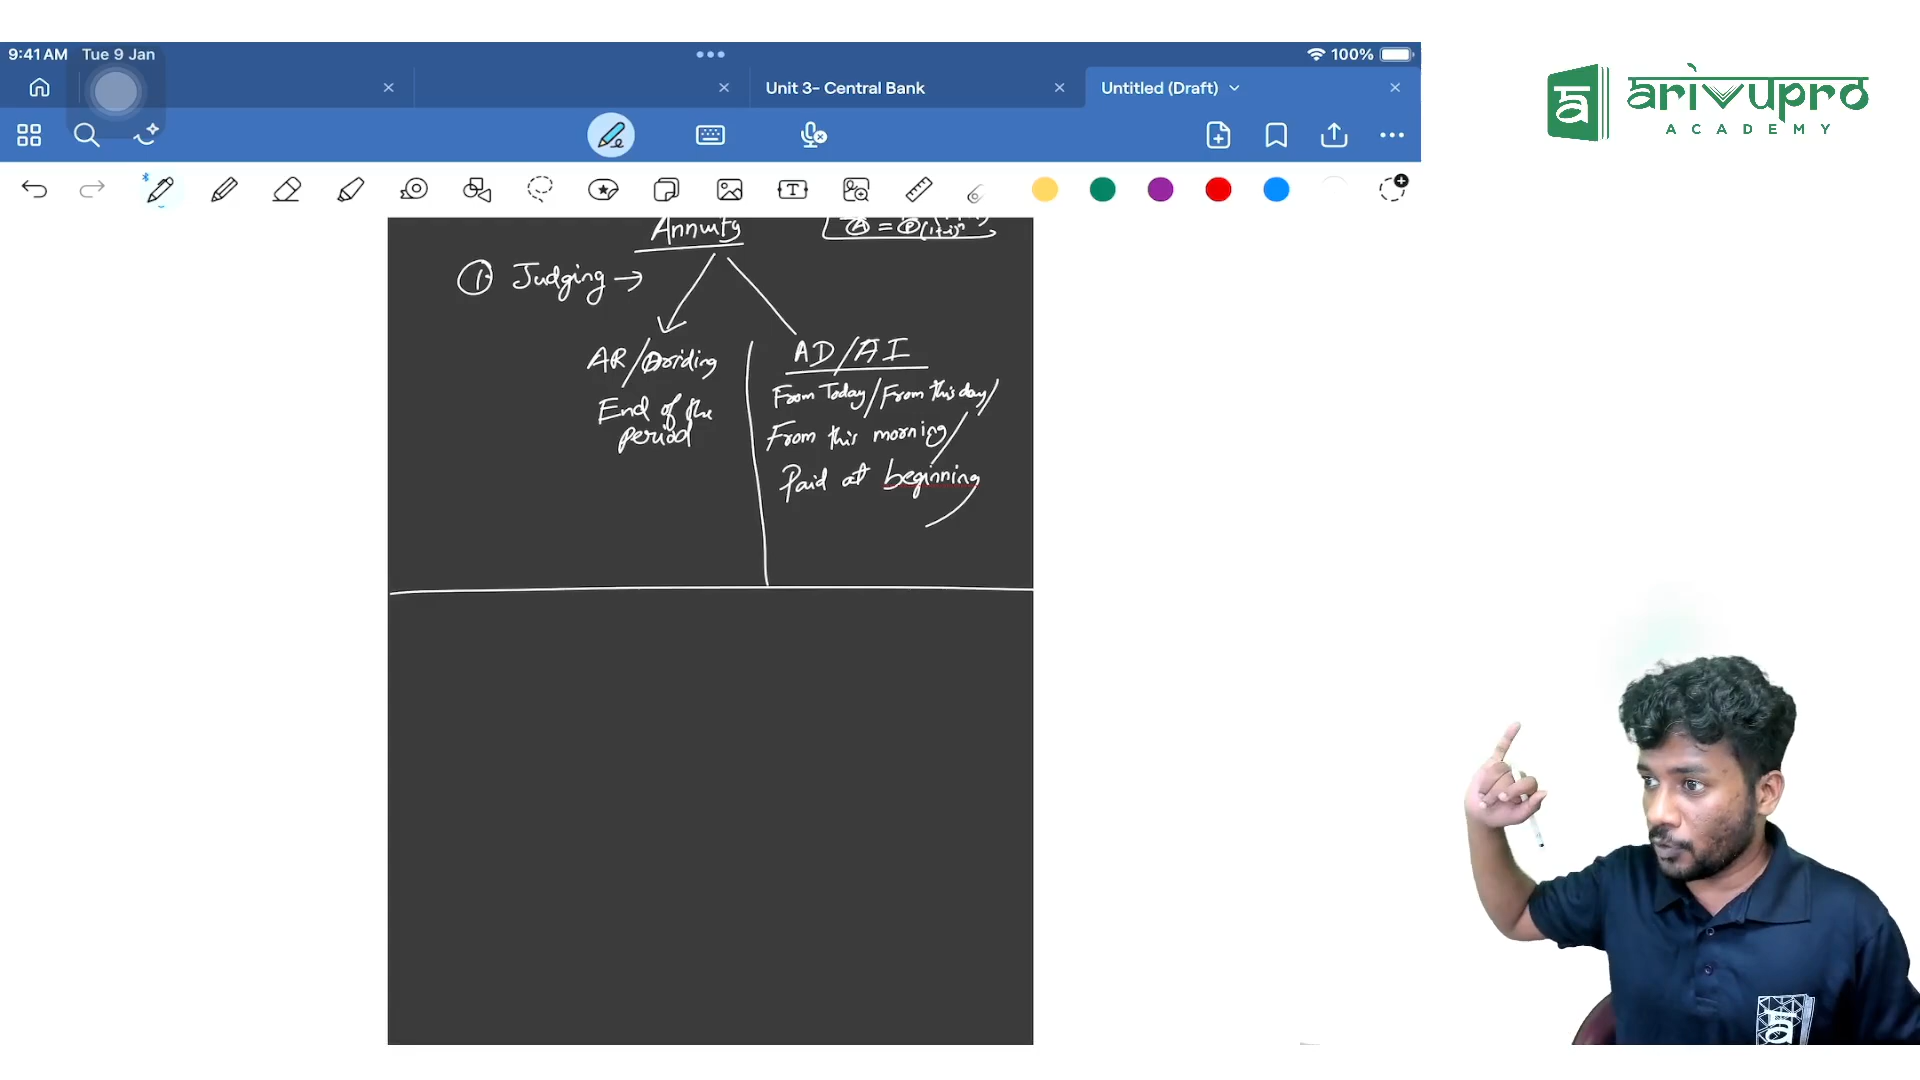 9:41 AM Tue 9 Jan
100%
Unit 3- Central Bank
Untitled (Draft)
arivupro
ACADEMY
Annuity
A = P(1+i)ⁿ
① Judging →
AR/
End of the
period
AD/AI
From Today/From this day/
From this morning/
Paid at beginning